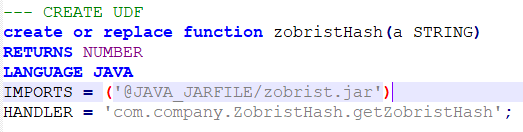 --- CREATE UDF
create or replace function zobristHash(a STRING)
RETURNS NUMBER
LANGUAGE JAVA
IMPORTS = ('@JAVA_JARFILE/zobrist.jar')
HANDLER = 'com.company.ZobristHash.getZobristHash';